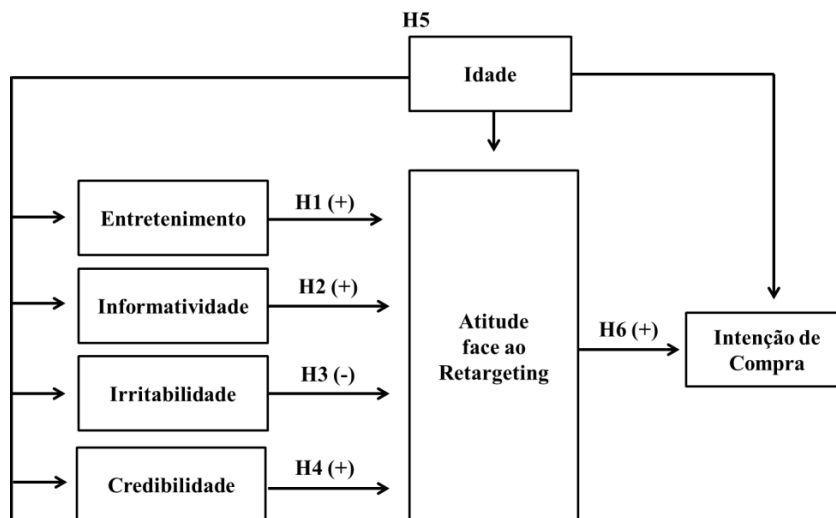 H5
Idade
Entretenimento
H1 (+)
Informatividade
H2 (+)
Irritabilidade
H3 (-)
Credibilidade
H4 (+)
Atitude
face ao
Retargeting
H6 (+)
Intenção de
Compra